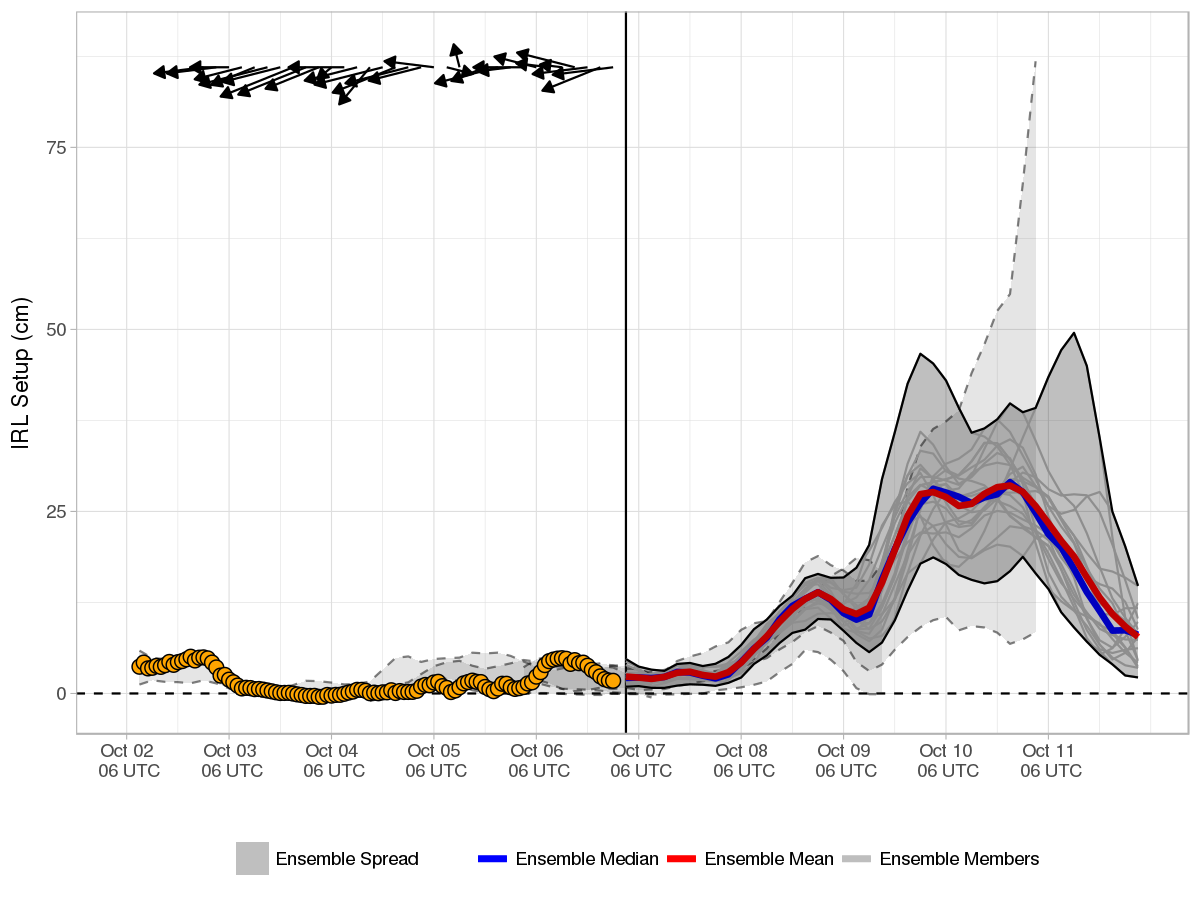 IRL Setup (cm)
75
50
25
0
Oct 02 Oct 03 Oct 04 Oct 05 Oct 06 Oct 07 Oct 08 Oct 09 Oct 10 Oct 11
06 UTC 06 UTC 06 UTC 06 UTC 06 UTC 06 UTC 06 UTC 06 UTC 06 UTC 06 UTC
Ensemble Spread Ensemble Median Ensemble Mean Ensemble Members